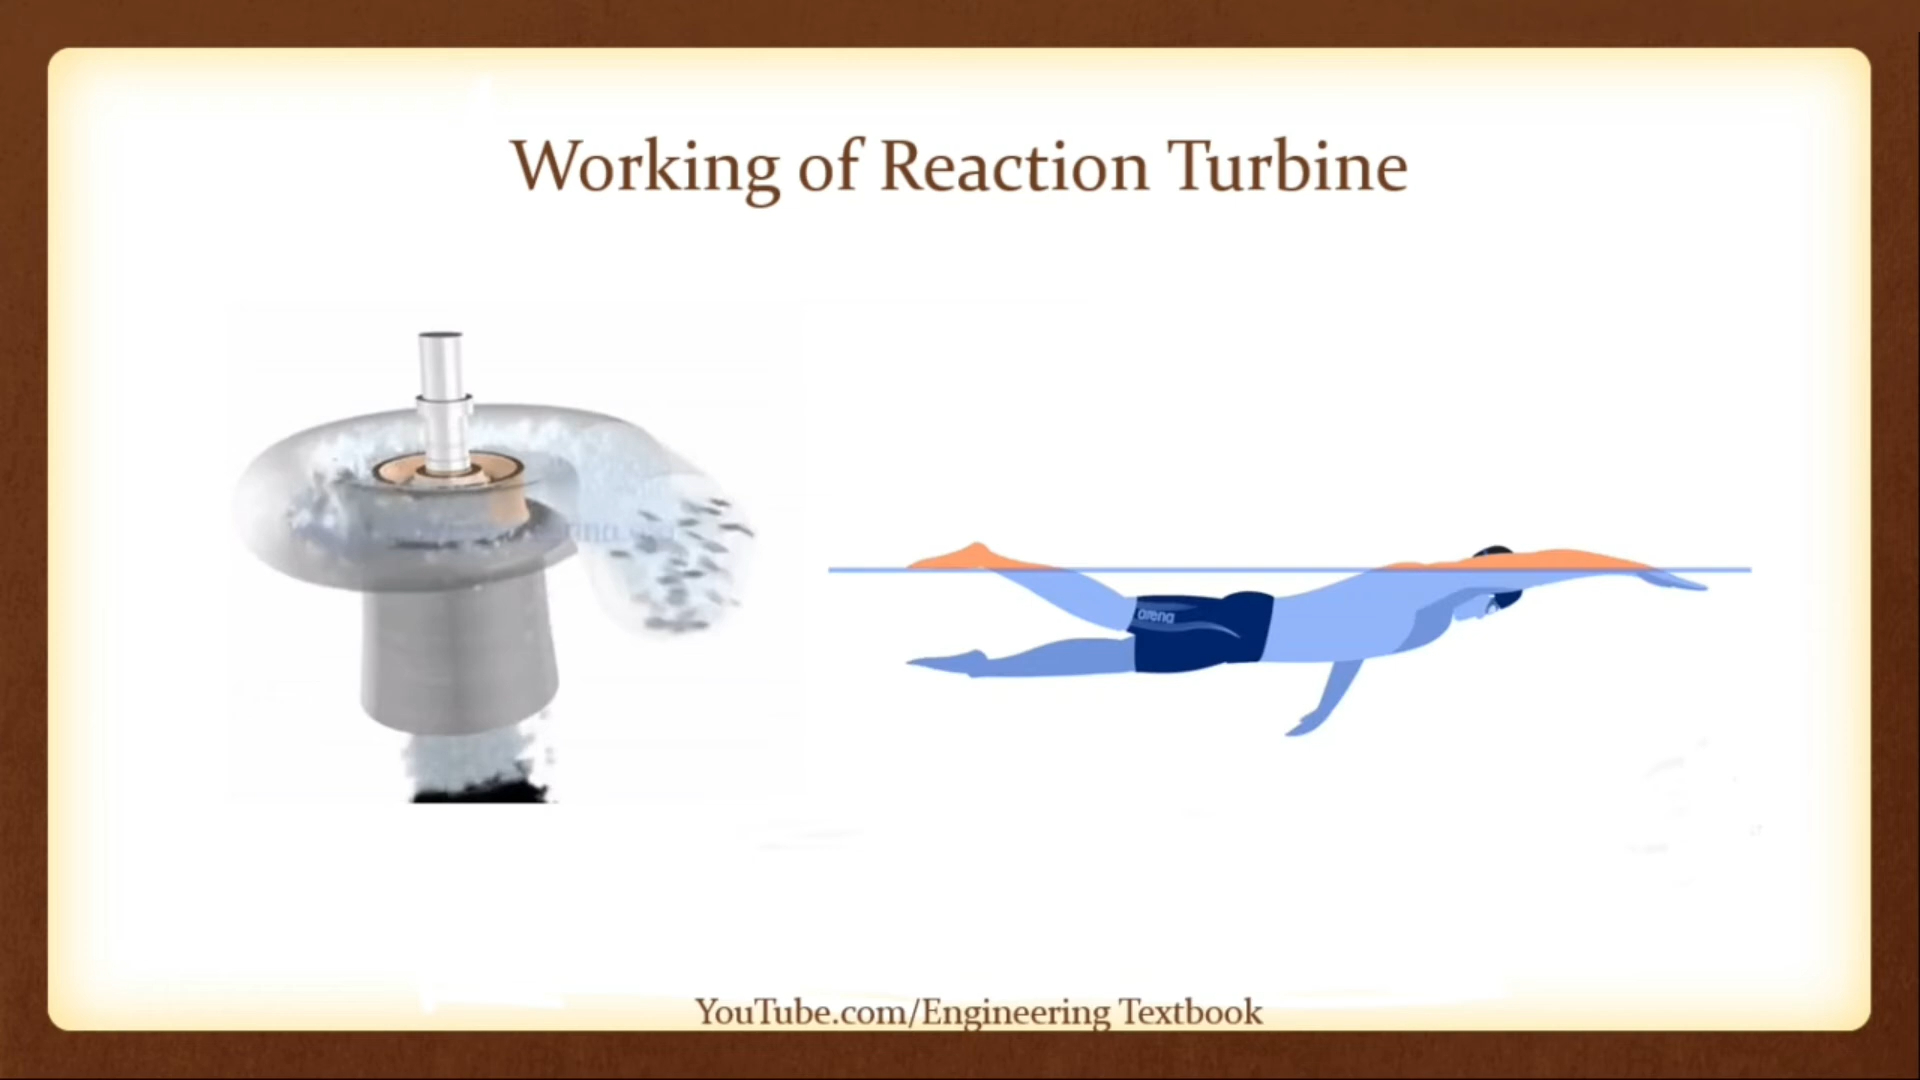 Working of Reaction Turbine
arena
YouTube.com/Engineering Textbook